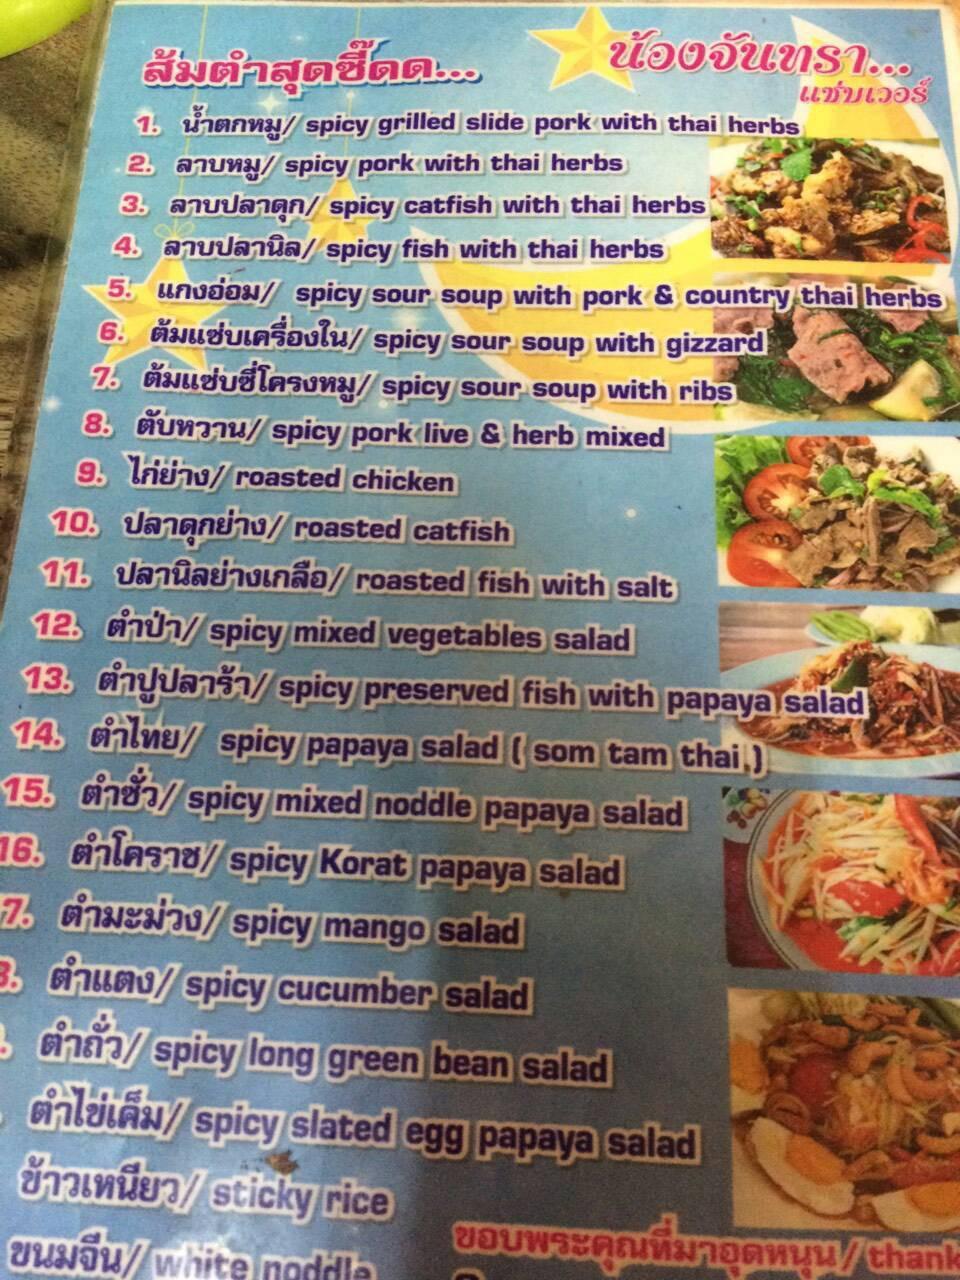 ส้มตำสุดซี๊ดด...
น้องจันทรา...
แซ่บเวอร์
1. น้ำตกหมู/ spicy grilled slide pork with thai herbs
2. ลาบหมู/ spicy pork with thai herbs
3. ลาบปลาดุก/ spicy catfish with thai herbs
4. ลาบปลานิล/ spicy fish with thai herbs
5. แกงอ่อม/ spicy sour soup with pork & country thai herbs
6. ต้มแซ่บเครื่องใน/ spicy sour soup with gizzard
7. ต้มแซ่บซี่โครงหมู/ spicy sour soup with ribs
8. ตับหวาน/ spicy pork live & herb mixed
9. ไก่ย่าง/ roasted chicken
10. ปลาดุกย่าง/ roasted catfish
11. ปลานิลย่างเกลือ/ roasted fish with salt
12. ตำป่า/ spicy mixed vegetables salad
13. ตำปูปลาร้า/ spicy preserved fish with papaya salad
14. ตำไทย/ spicy papaya salad ( som tam thai )
15. ตำซั่ว/ spicy mixed noddle papaya salad
16. ตำโคราช/ spicy Korat papaya salad
7. ตำมะม่วง/ spicy mango salad
8. ตำแตง/ spicy cucumber salad
ตำถั่ว/ spicy long green bean salad
ตำไข่เค็ม/ spicy slated egg papaya salad
ข้าวเหนียว/ sticky rice
ขนมจีน/ white noddle
ขอบพระคุณที่มาอุดหนุน / thank